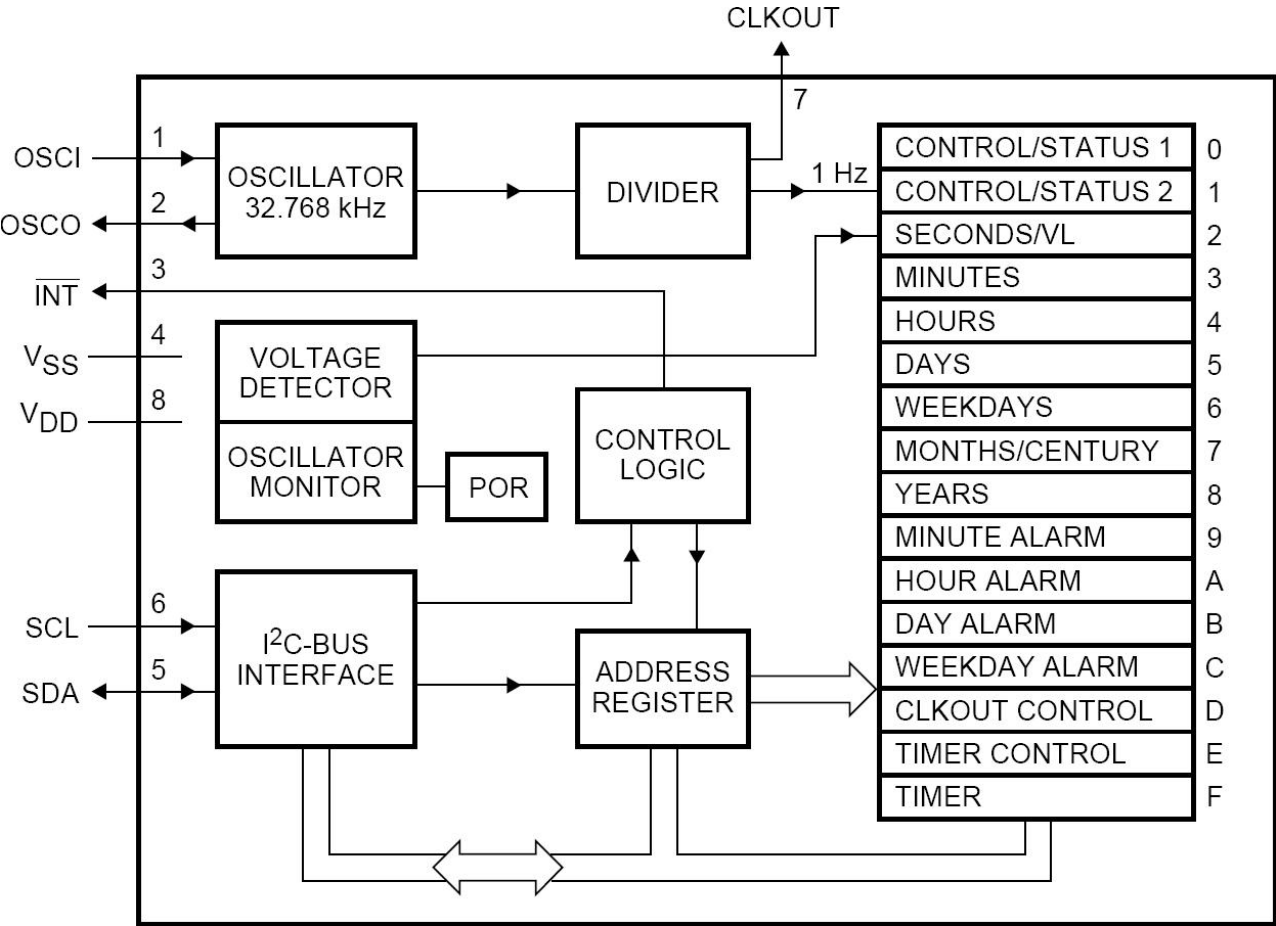 CLKOUT
7
OSCI
1
OSCO
2
INT
3
VSS
4
VDD
8
OSCILLATOR
32.768 kHz
DIVIDER
1 Hz
VOLTAGE
DETECTOR
OSCILLATOR
MONITOR
POR
CONTROL
LOGIC
SCL
6
SDA
5
I2C-BUS
INTERFACE
ADDRESS
REGISTER
CONTROL/STATUS 1 0
CONTROL/STATUS 2 1
SECONDS/VL 2
MINUTES 3
HOURS 4
DAYS 5
WEEKDAYS 6
MONTHS/CENTURY 7
YEARS 8
MINUTE ALARM 9
HOUR ALARM A
DAY ALARM B
WEEKDAY ALARM C
CLKOUT CONTROL D
TIMER CONTROL E
TIMER F